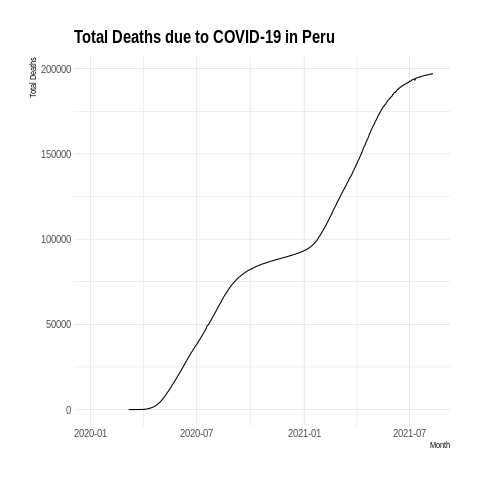 Total Deaths due to COVID-19 in Peru
Total Deaths
200000
150000
100000
50000
0
2020-01 2020-07 2021-01 2021-07
Month